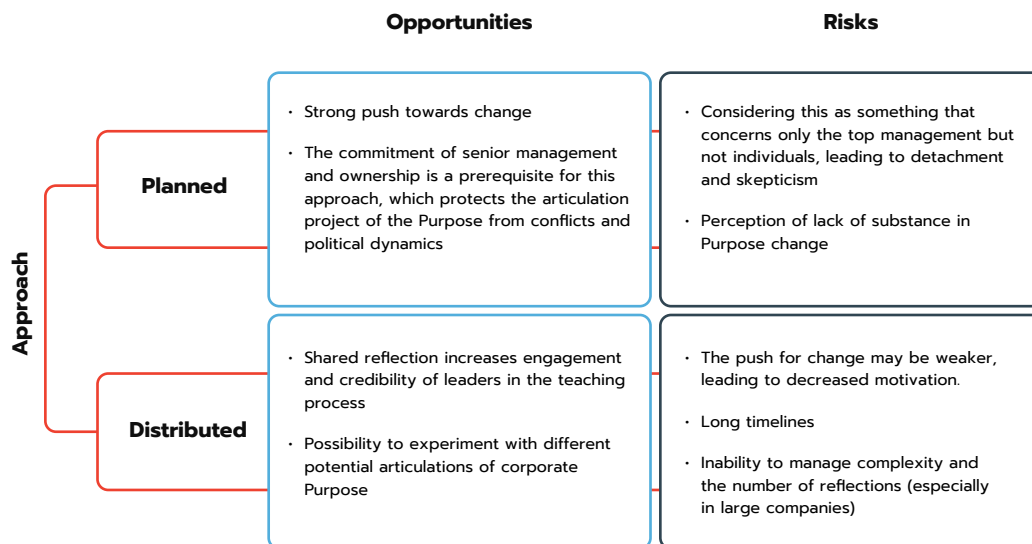 Opportunities
Risks
Approach
Planned
· Strong push towards change
· The commitment of senior management
and ownership is a prerequisite for this
approach, which protects the articulation
project of the Purpose from conflicts and
political dynamics
· Considering this as something that
concerns only the top management but
not individuals, leading to detachment
and skepticism
· Perception of lack of substance in
Purpose change
Distributed
· Shared reflection increases engagement
and credibility of leaders in the teaching
process
· Possibility to experiment with different
potential articulations of corporate
Purpose
· The push for change may be weaker,
leading to decreased motivation.
· Long timelines
· Inability to manage complexity and
the number of reflections (especially
in large companies)